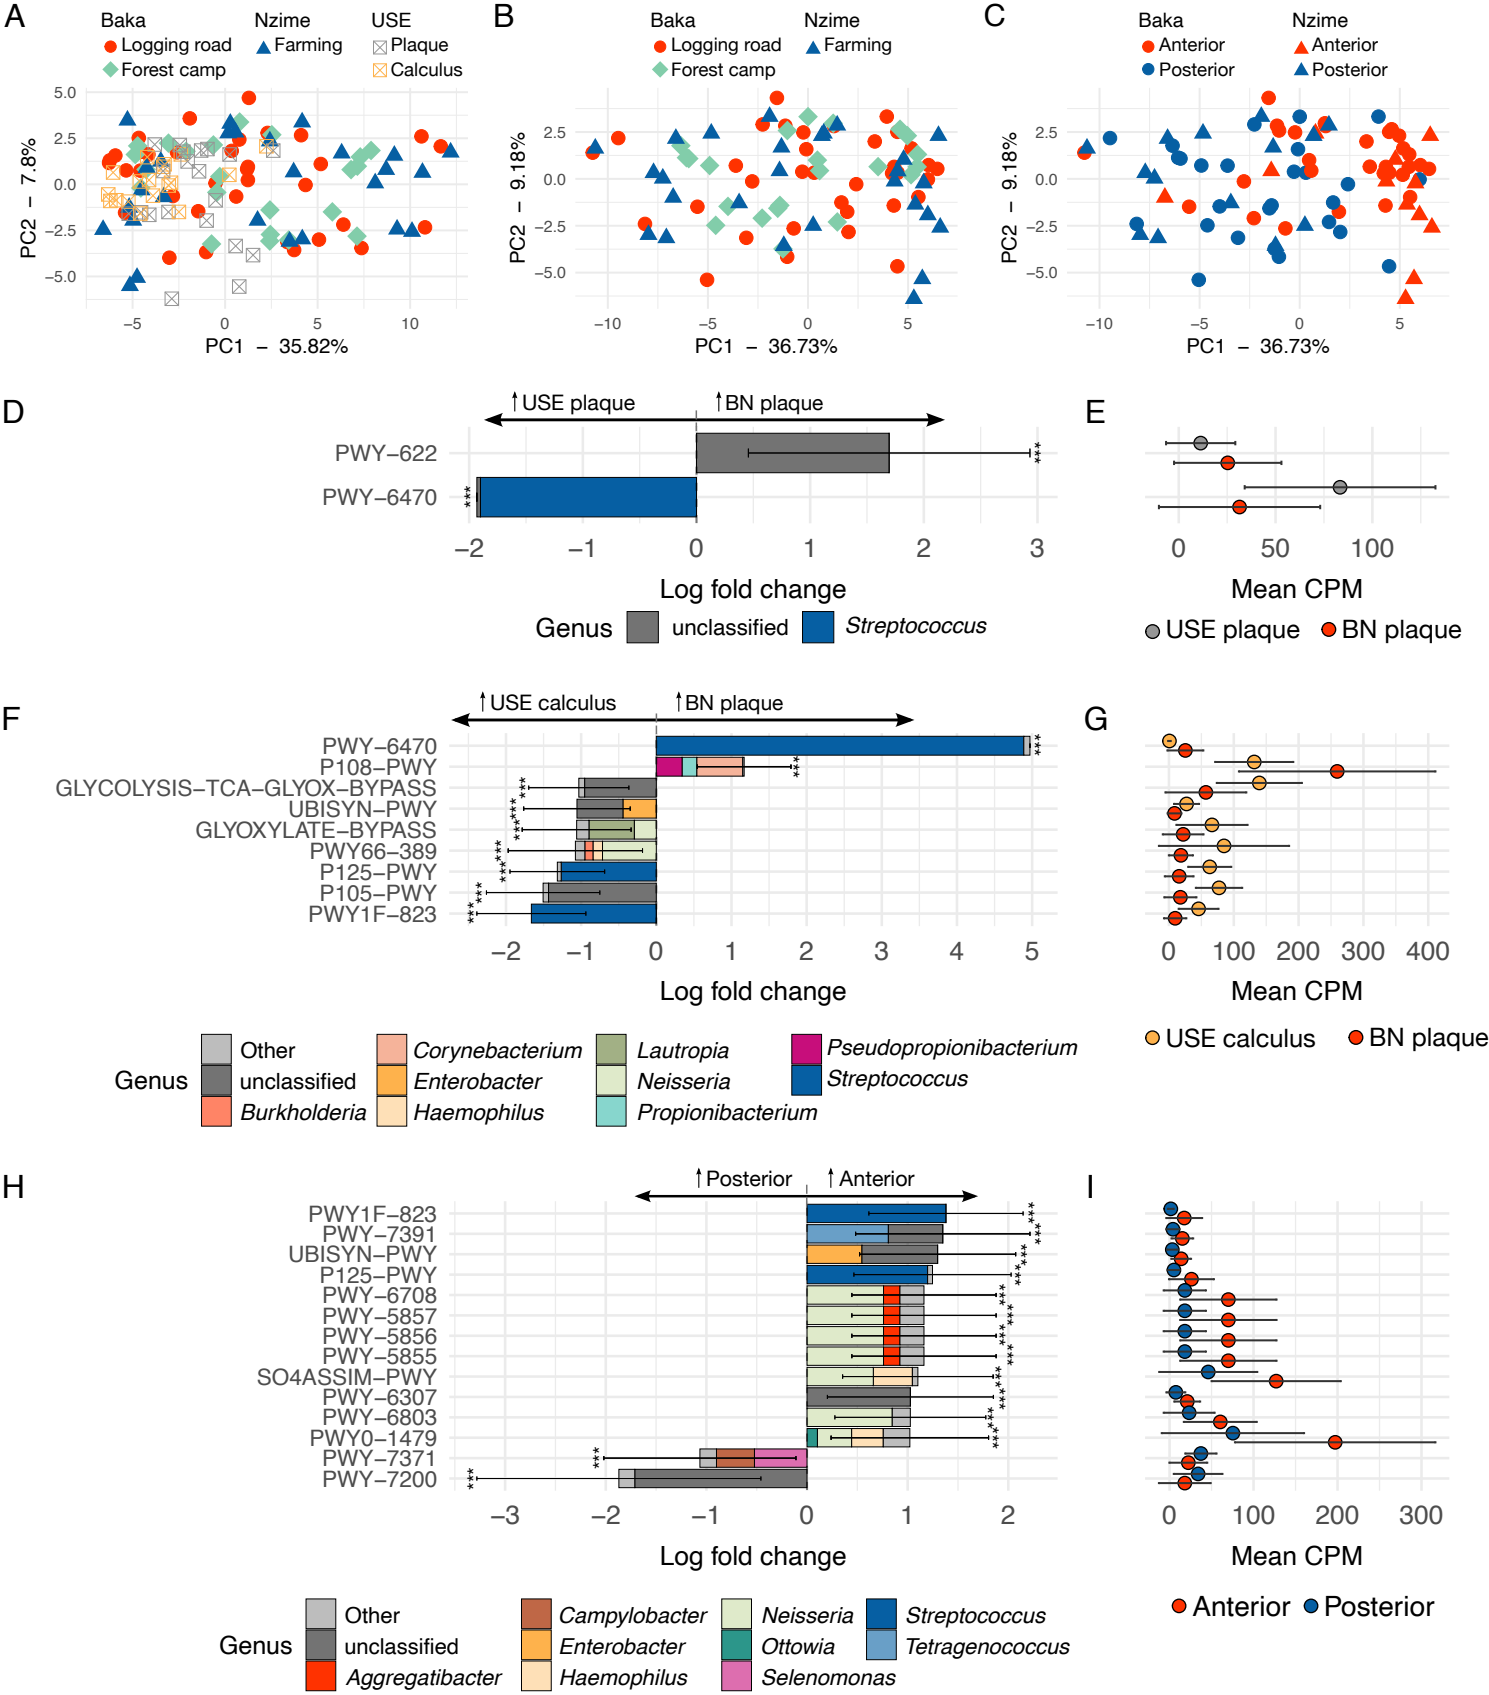 A
Baka Nzime USE
Logging road Farming Plaque
Forest camp Calculus
5.0
2.5
0.0
−2.5
−5.0
PC2 − 7.8%
−5 0 5 10
PC1 − 35.82%
B
Baka Nzime
Logging road Farming
Forest camp
2.5
0.0
−2.5
−5.0
PC2 − 9.18%
−10 −5 0 5
PC1 − 36.73%
C
Baka Nzime
Anterior Anterior
Posterior Posterior
2.5
0.0
−2.5
−5.0
PC2 − 9.18%
−10 −5 0 5
PC1 − 36.73%
D
↑USE plaque ↑BN plaque
PWY−622 ***
PWY−6470 ***
−2 −1 0 1 2 3
Log fold change
Genus unclassified Streptococcus
E
0 50 100
Mean CPM
USE plaque BN plaque
F
↑USE calculus ↑BN plaque
PWY−6470 ***
P108−PWY ***
GLYCOLYSIS−TCA−GLYOX−BYPASS ***
UBISYN−PWY ***
GLYOXYLATE−BYPASS ***
PWY66−389 ***
P125−PWY ***
P105−PWY ***
PWY1F−823 ***
−2 −1 0 1 2 3 4 5
Log fold change
Genus
Other Corynebacterium Lautropia Pseudopropionibacterium
unclassified Enterobacter Neisseria Streptococcus
Burkholderia Haemophilus Propionibacterium
G
0 100 200 300 400
Mean CPM
USE calculus BN plaque
H
↑Posterior ↑Anterior
PWY1F−823 ***
PWY−7391 ***
UBISYN−PWY ***
P125−PWY ***
PWY−6708 ***
PWY−5857 ***
PWY−5856 ***
PWY−5855 ***
SO4ASSIM−PWY ***
PWY−6307 ***
PWY−6803 ***
PWY0−1479 ***
PWY−7371 ***
PWY−7200 ***
−3 −2 −1 0 1 2
Log fold change
Genus
Other Campylobacter Neisseria Streptococcus
unclassified Enterobacter Ottowia Tetragenococcus
Aggregatibacter Haemophilus Selenomonas
I
0 100 200 300
Mean CPM
Anterior Posterior